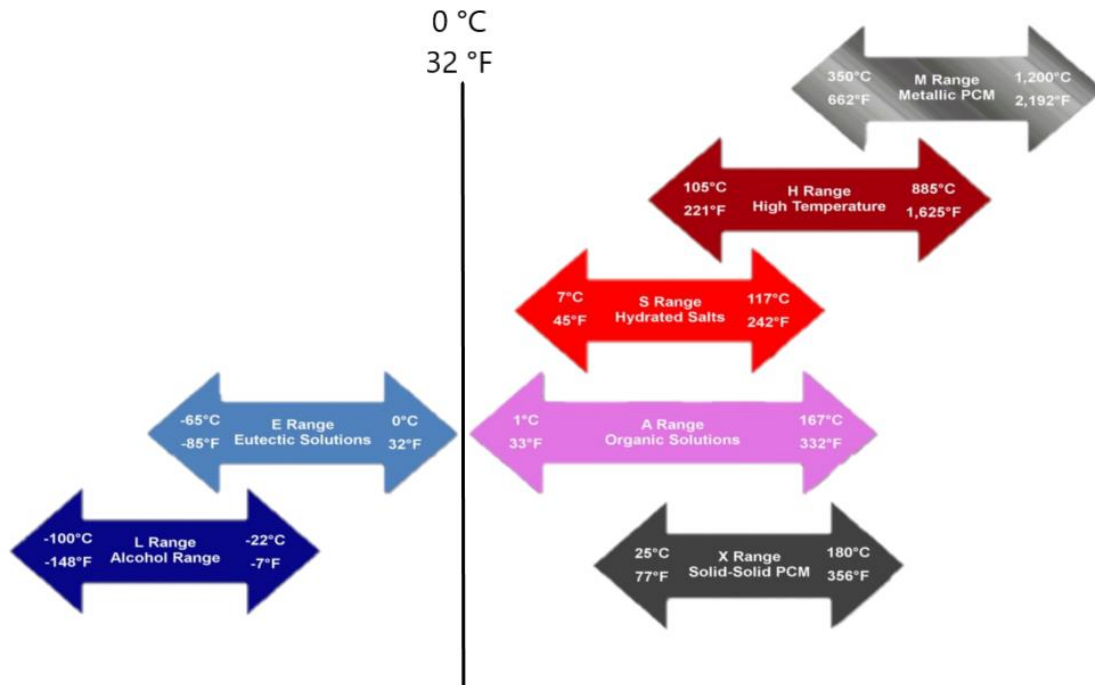 0 °C
32 °F
350°C
662°F
M Range
Metallic PCM
1,200°C
2,192°F
105°C
221°F
H Range
High Temperature
885°C
1,625°F
7°C
45°F
S Range
Hydrated Salts
117°C
242°F
-65°C
-85°F
E Range
Eutectic Solutions
0°C
32°F
1°C
33°F
A Range
Organic Solutions
167°C
332°F
-100°C
-148°F
L Range
Alcohol Range
-22°C
-7°F
25°C
77°F
X Range
Solid-Solid PCM
180°C
356°F